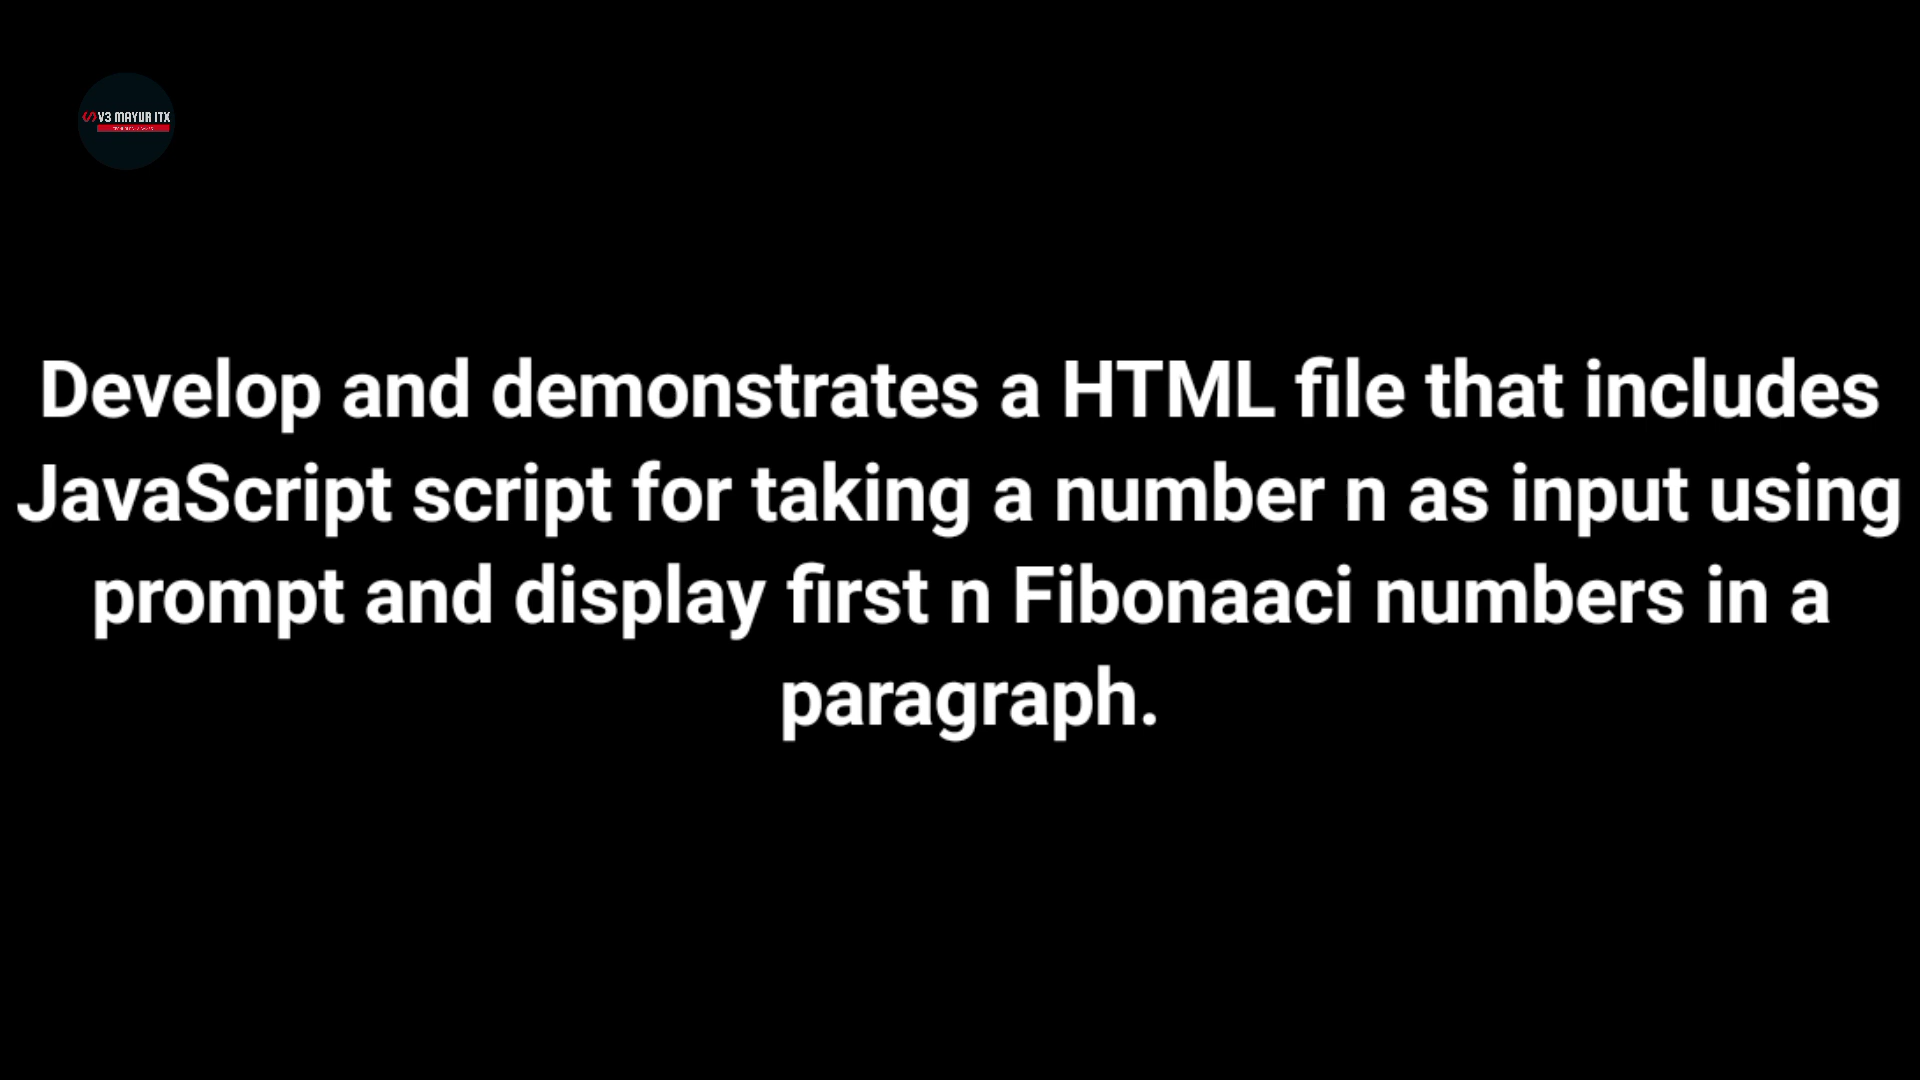 V3 MAYUR ITX
Develop and demonstrates a HTML file that includes
JavaScript script for taking a number n as input using
prompt and display first n Fibonaaci numbers in a
paragraph.